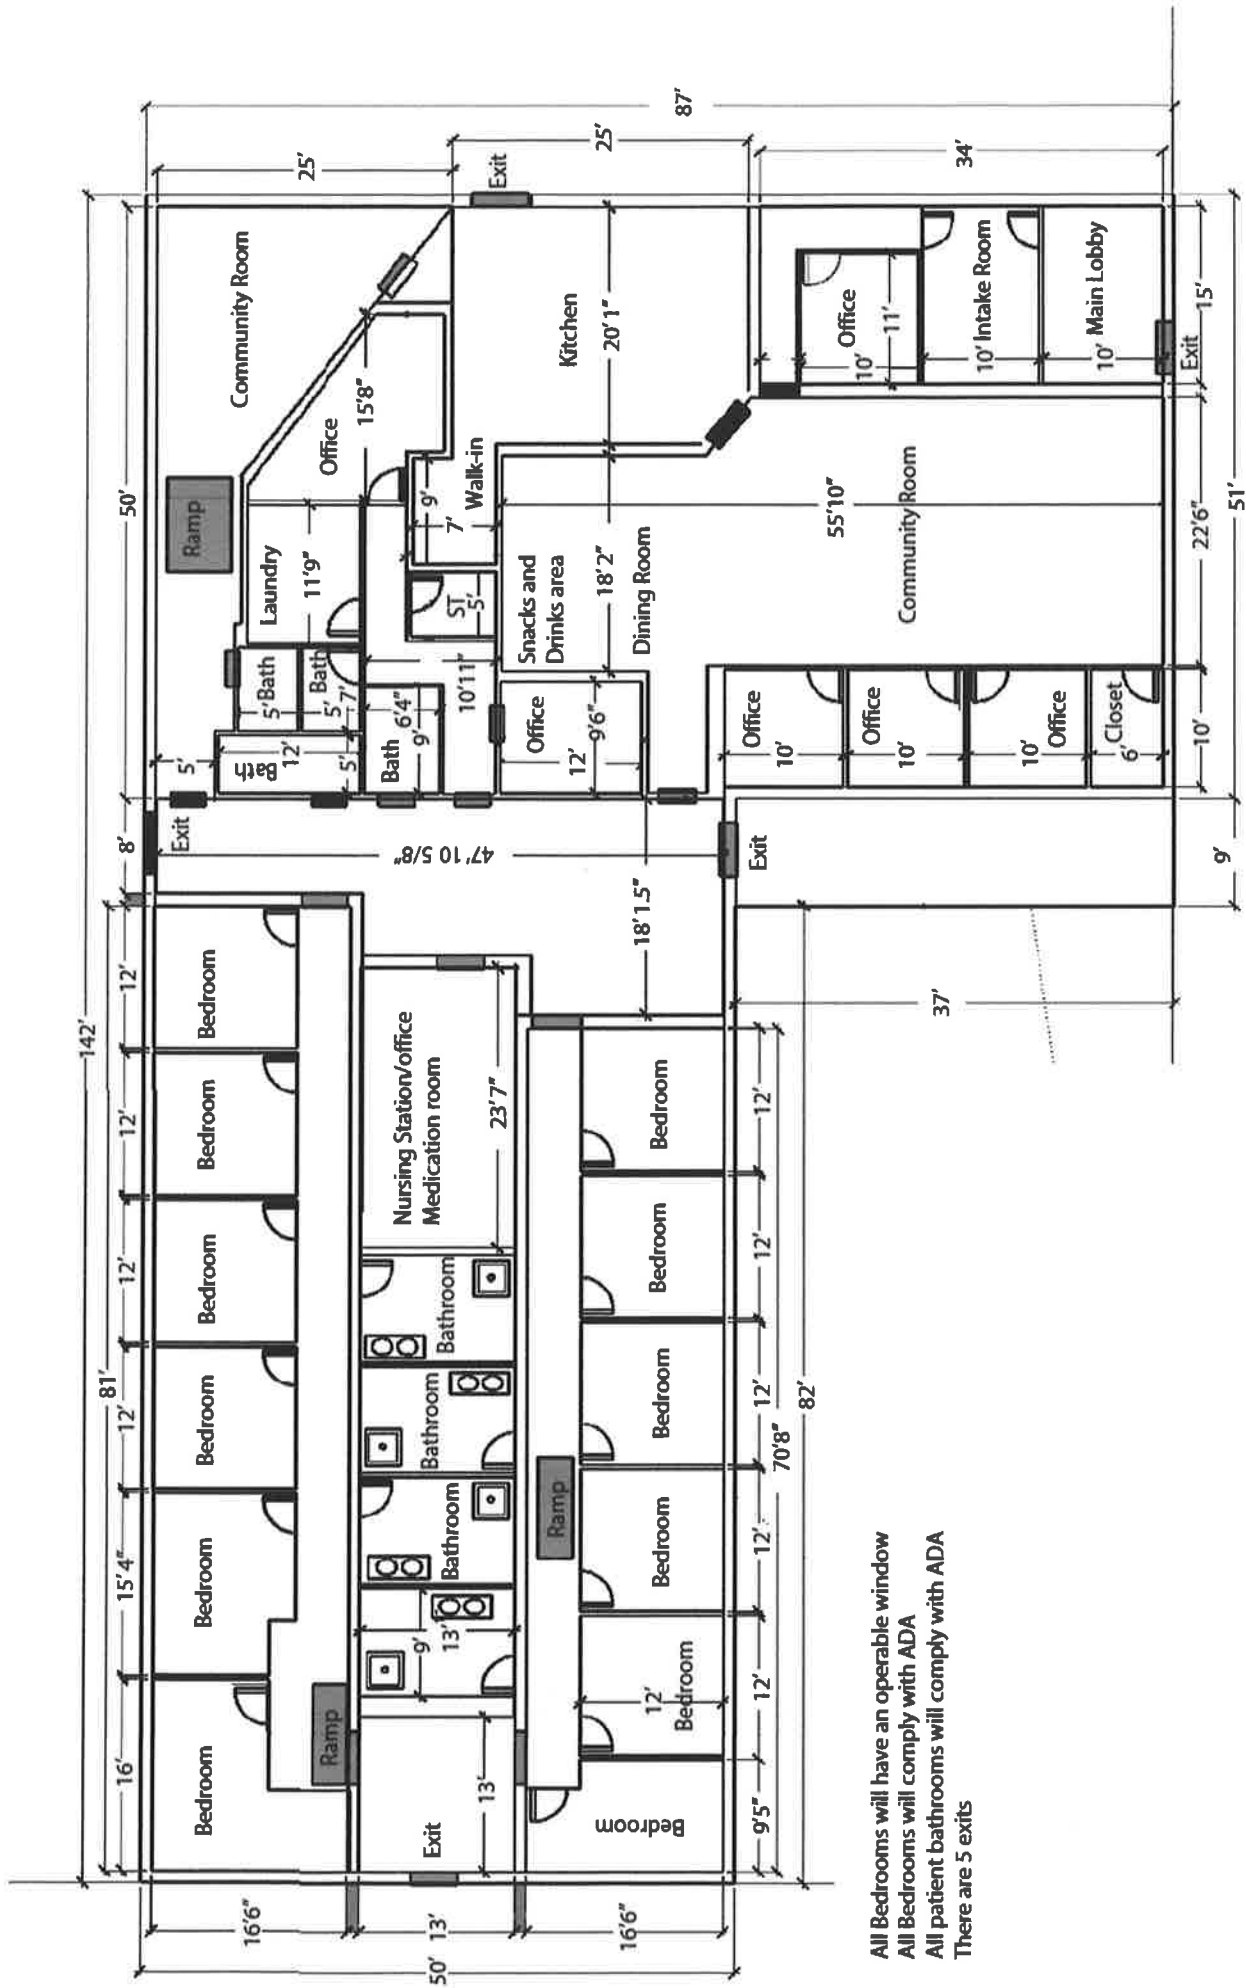 142'
81'
8'
50'
16'
15'4"
12'
12'
12'
12'
25'
87'
25'
34'
Bedroom
Bedroom
Bedroom
Bedroom
Bedroom
Bedroom
Exit
5'
Ramp
Community Room
Exit
Ramp
Bath
12'
5'
5' Bath
5' Bath
7'
Laundry
11'9"
Office
15'8"
Exit
13'
9'
13'
Bathroom
Bathroom
Bathroom
Nursing Station/office
Medication room
23'7"
47' 10 5/8"
Bath
9'
6'4"
10'11"
ST
5'
7'
9'
Walk-in
Kitchen
20'1"
Office
12'
9'6"
Snacks and
Drinks area
18'2"
Dining Room
18'1.5"
Ramp
Bedroom
12'
Bedroom
Bedroom
Bedroom
Bedroom
Bedroom
9'5"
12'
12'
12'
12'
12'
70'8"
82'
16'6"
13'
16'6"
50'
Exit
Office
10'
Office
10'
Office
10'
Closet
6'
55'10"
Community Room
Office
10'
11'
10' Intake Room
10' Main Lobby
Exit
37'
10'
22'6"
15'
9'
51'
All Bedrooms will have an operable window
All Bedrooms will comply with ADA
All patient bathrooms will comply with ADA
There are 5 exits